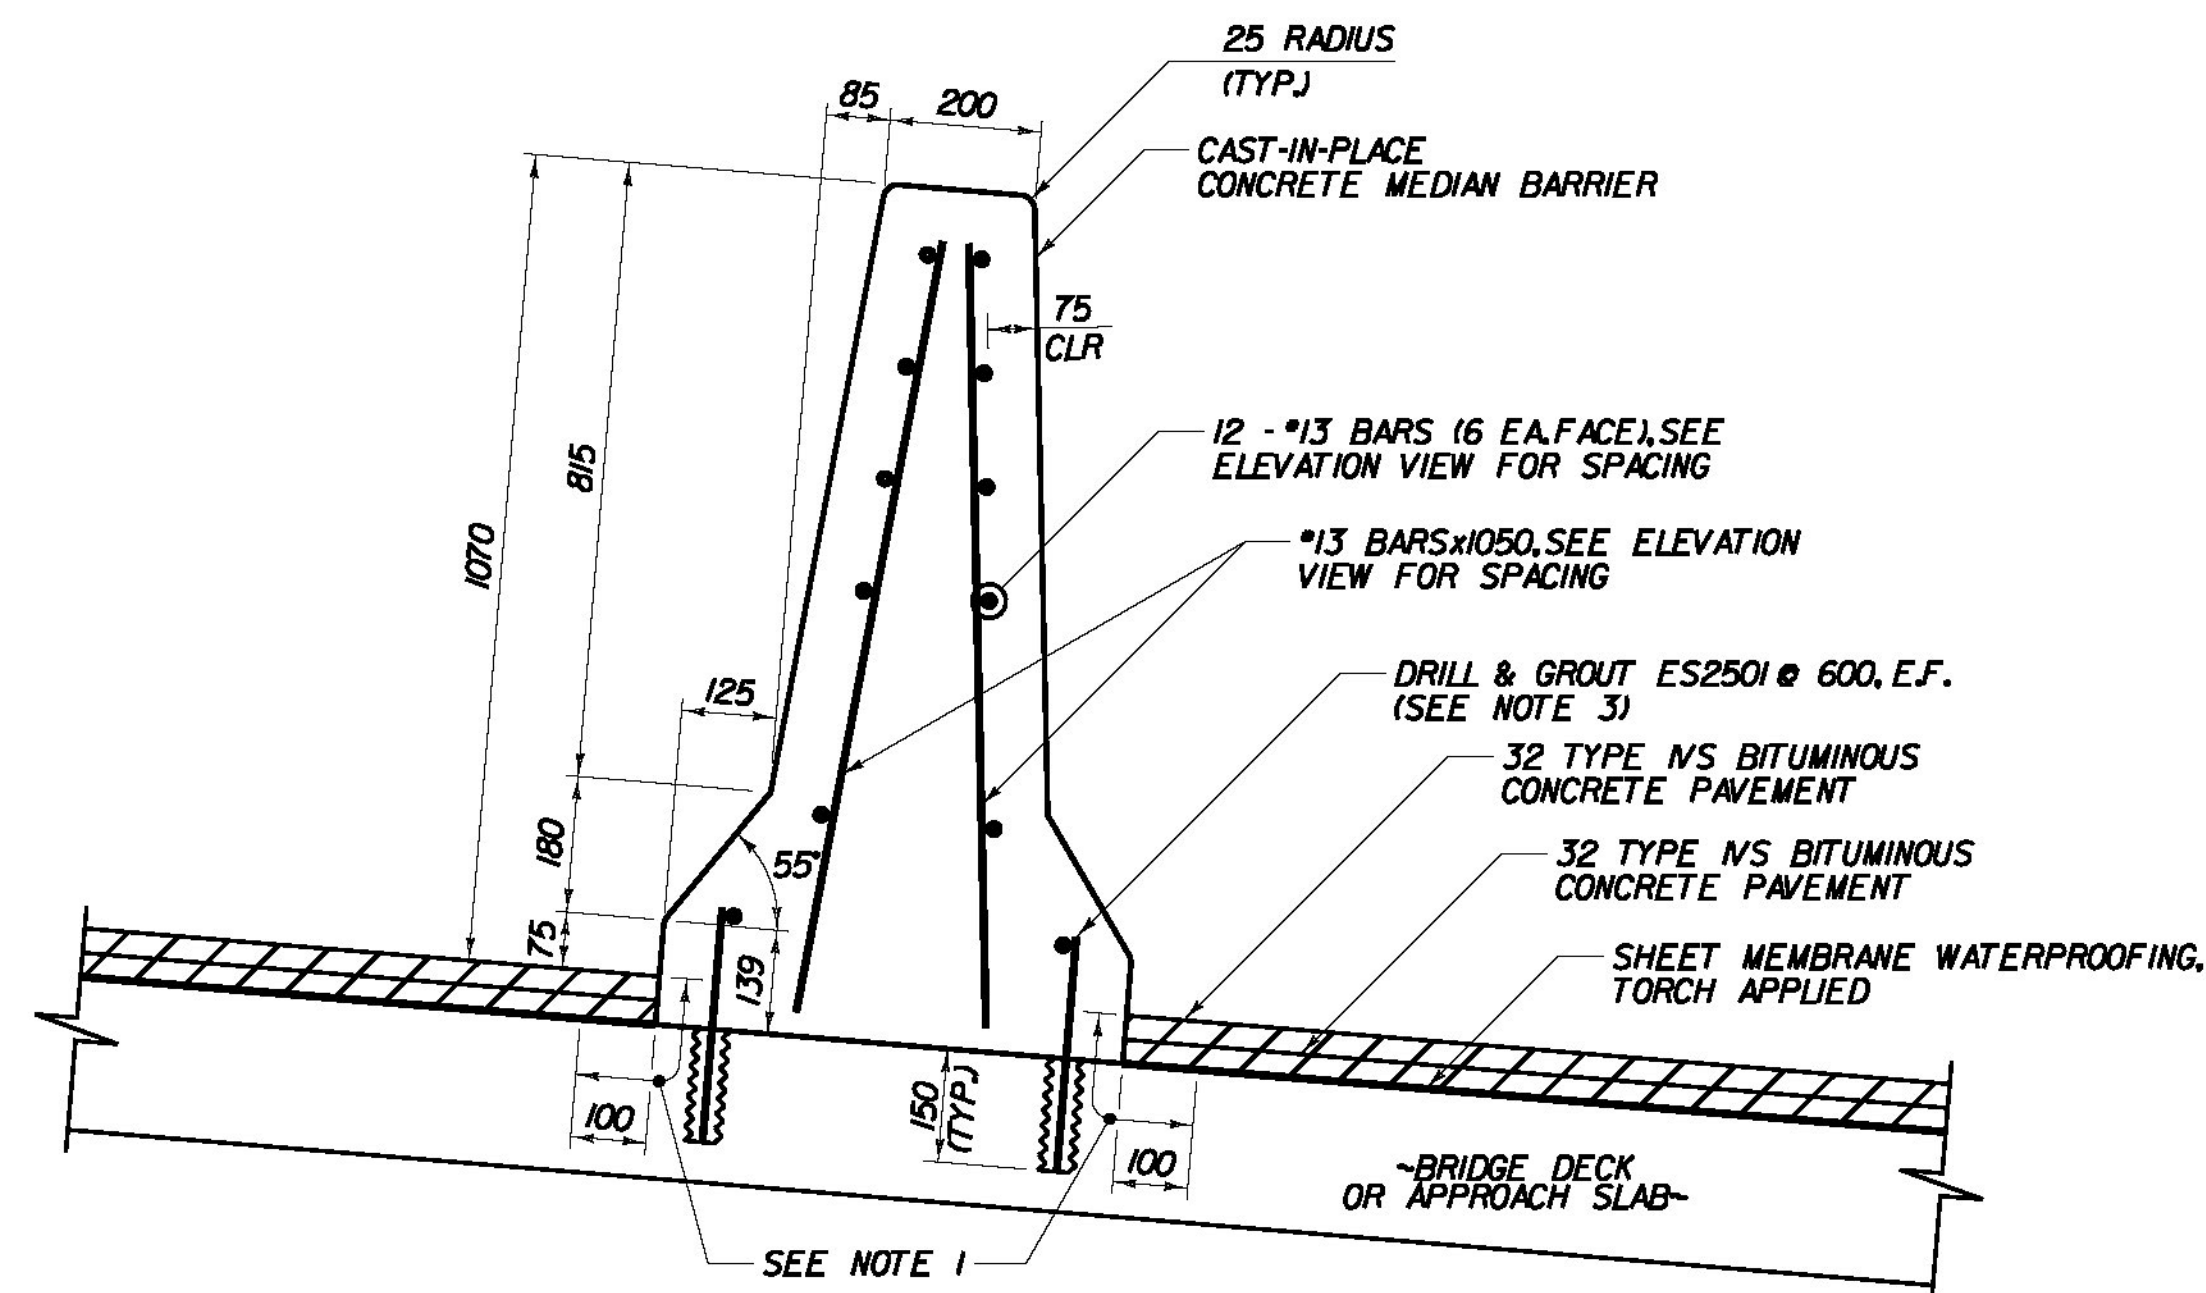 25 RADIUS
(TYP.)
85
200
CAST-IN-PLACE
CONCRETE MEDIAN BARRIER
75
CLR
815
1070
12 - #13 BARS (6 EA. FACE), SEE
ELEVATION VIEW FOR SPACING
#13 BARSx1050, SEE ELEVATION
VIEW FOR SPACING
125
DRILL & GROUT ES2501 @ 600, E.F.
(SEE NOTE 3)
32 TYPE IVS BITUMINOUS
CONCRETE PAVEMENT
180
55°
32 TYPE IVS BITUMINOUS
CONCRETE PAVEMENT
75
139
SHEET MEMBRANE WATERPROOFING,
TORCH APPLIED
100
150
(TYP.)
100
~BRIDGE DECK
OR APPROACH SLAB~
SEE NOTE 1